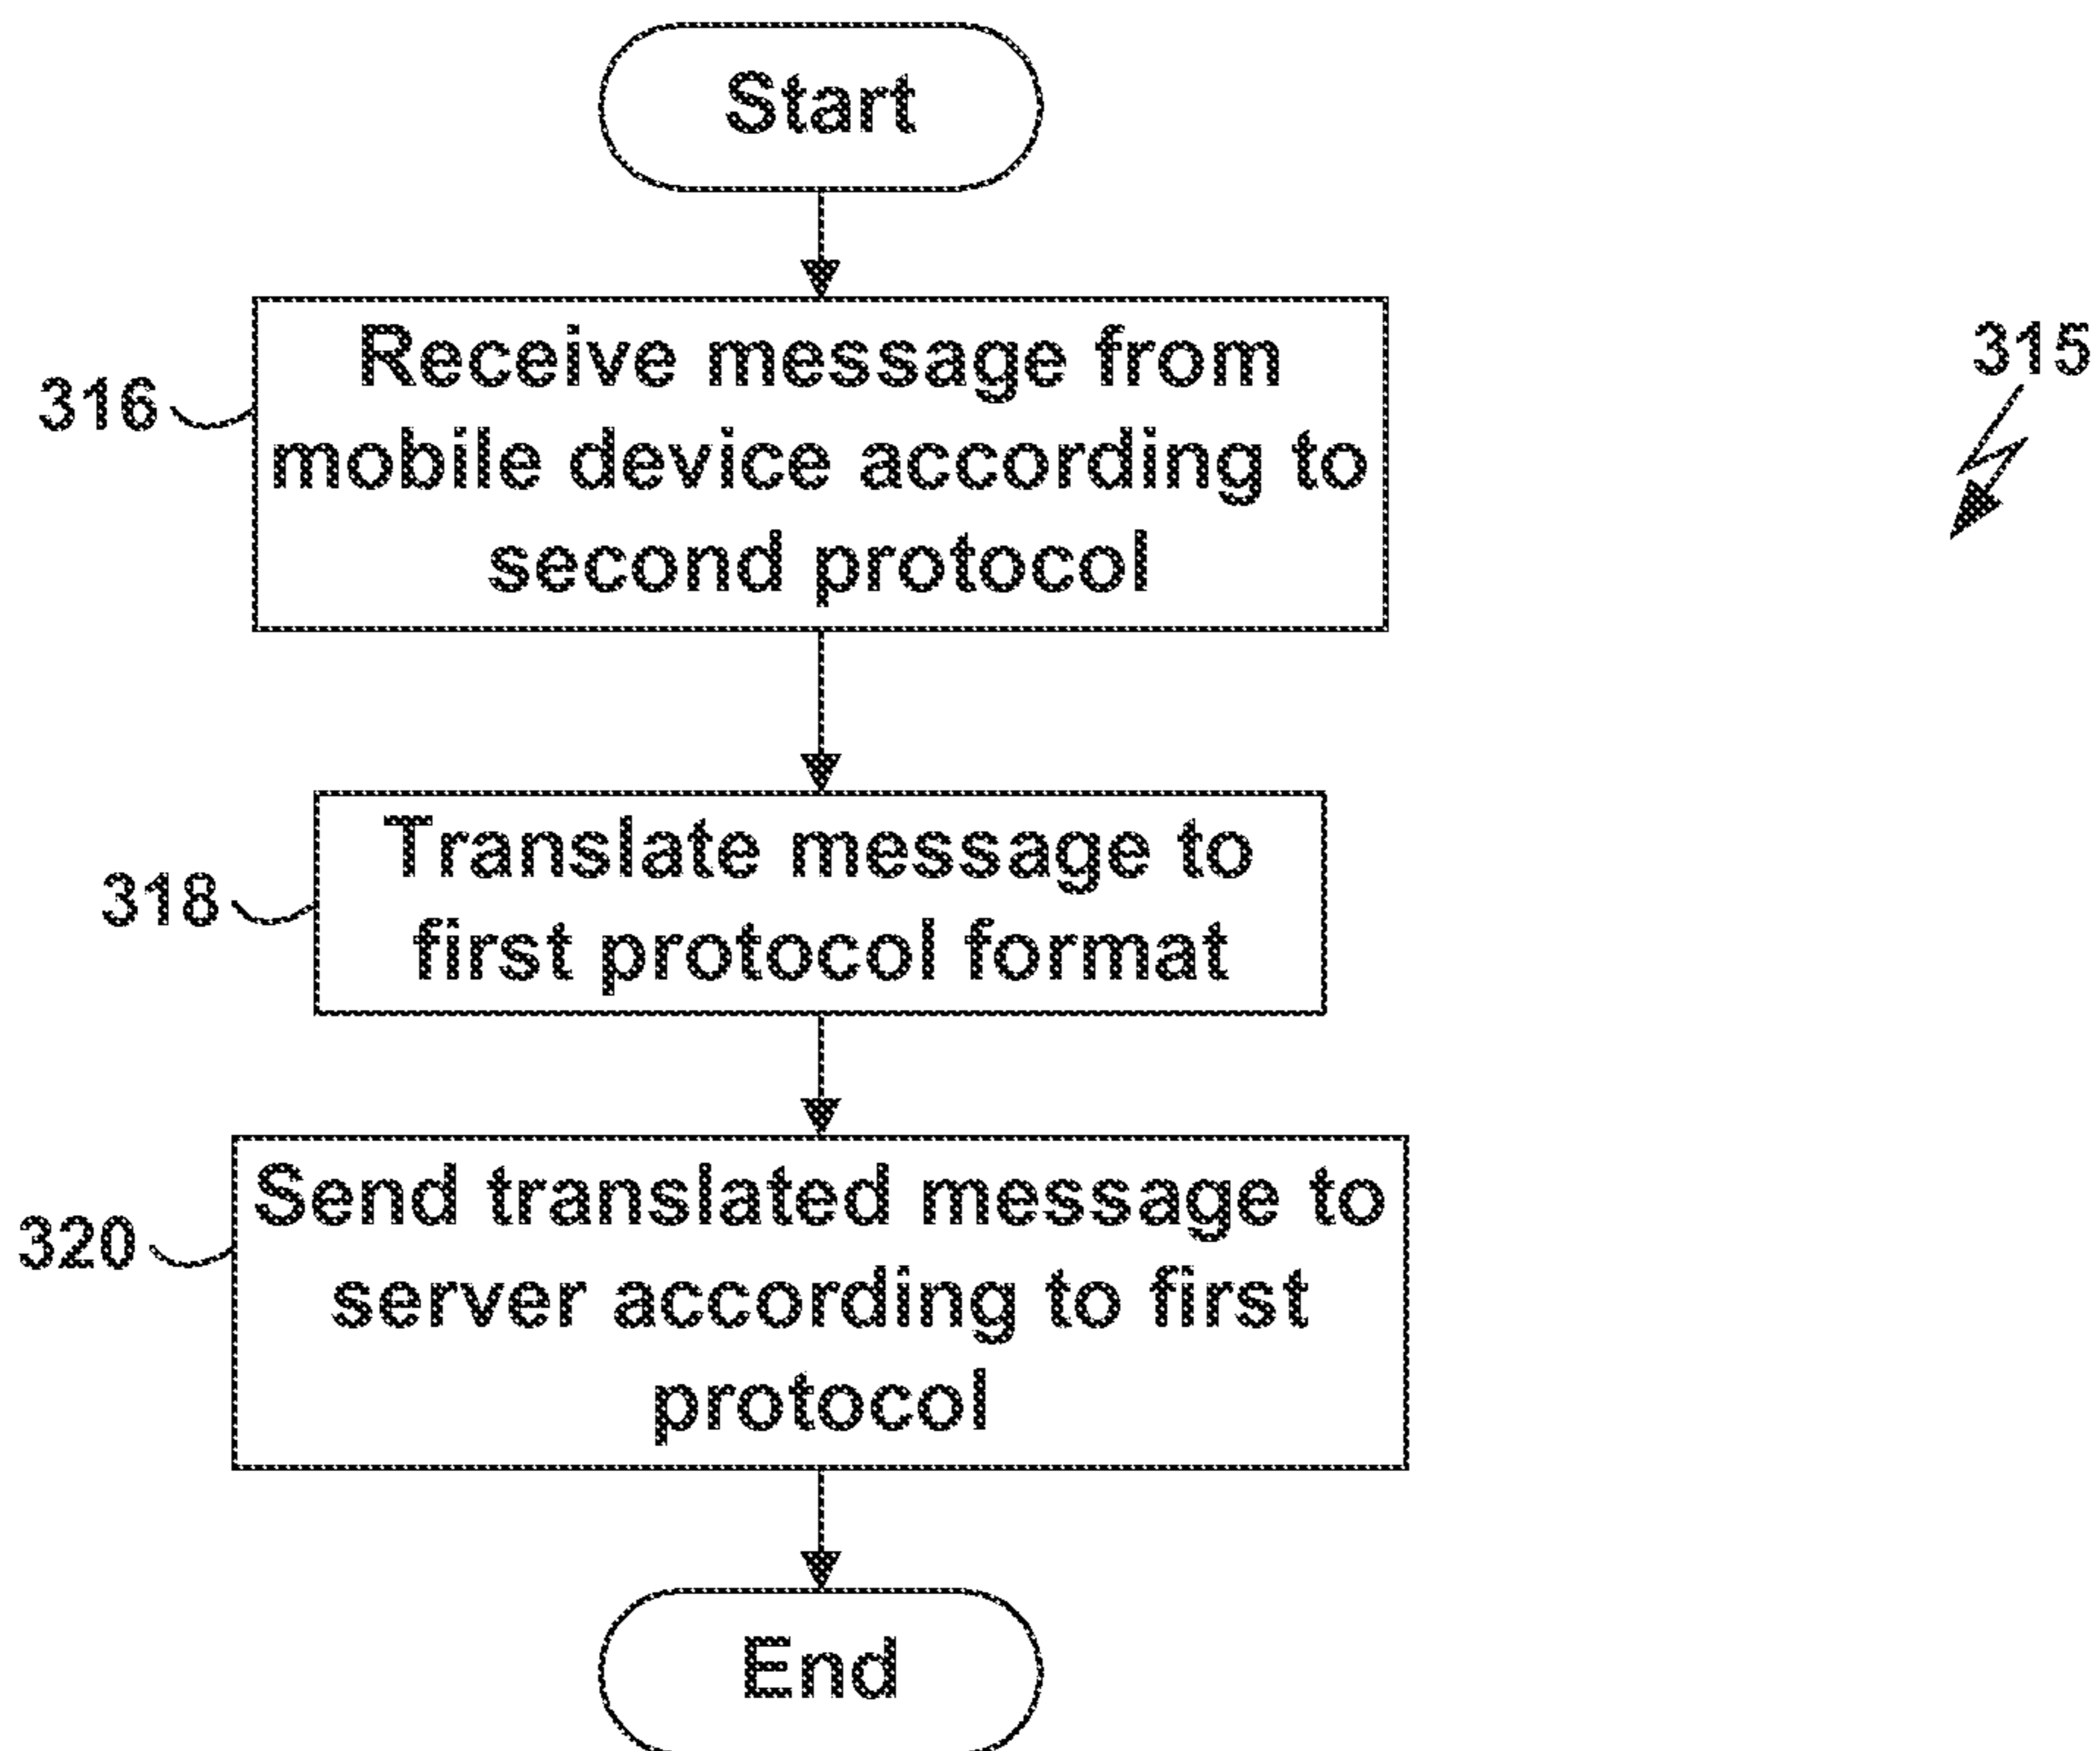 Start
316
Receive message from
mobile device according to
second protocol
315
318
Translate message to
first protocol format
320
Send translated message to
server according to first
protocol
End